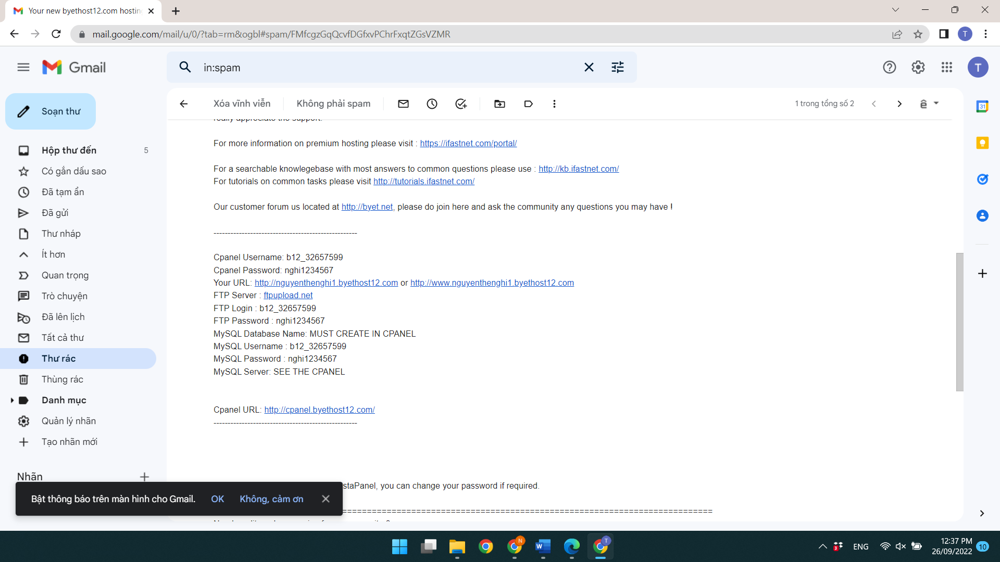 Your new byethost12.com hostin
mail.google.com/mail/u/0/?tab=rm&ogbl#spam/FMfcgzGqQcvfDGfxvPChrFxqtZGsVZMR
T
Gmail
in:spam
T
Soạn thư
Xóa vĩnh viễn
Không phải spam
1 trong tổng số 2
Hộp thư đến
5
Có gắn dấu sao
Đã tạm ẩn
Đã gửi
Thư nháp
Ít hơn
Quan trọng
Trò chuyện
Đã lên lịch
Tất cả thư
Thư rác
Thùng rác
Danh mục
Quản lý nhãn
Tạo nhãn mới
Nhãn
really appreciate the support.
For more information on premium hosting please visit : https://ifastnet.com/portal/
For a searchable knowlegebase with most answers to common questions please use : http://kb.ifastnet.com/
For tutorials on common tasks please visit http://tutorials.ifastnet.com/
Our customer forum us located at http://byet.net, please do join here and ask the community any questions you may have !
---------------------------------------------------
Cpanel Username: b12_32657599
Cpanel Password: nghi1234567
Your URL: http://nguyenthenghi1.byethost12.com or http://www.nguyenthenghi1.byethost12.com
FTP Server : ftpupload.net
FTP Login : b12_32657599
FTP Password : nghi1234567
MySQL Database Name: MUST CREATE IN CPANEL
MySQL Username : b12_32657599
MySQL Password : nghi1234567
MySQL Server: SEE THE CPANEL
Cpanel URL: http://cpanel.byethost12.com/
---------------------------------------------------
staPanel, you can change your password if required.
Bật thông báo trên màn hình cho Gmail.
OK
Không, cảm ơn
31
ENG
12:37 PM
26/09/2022
10